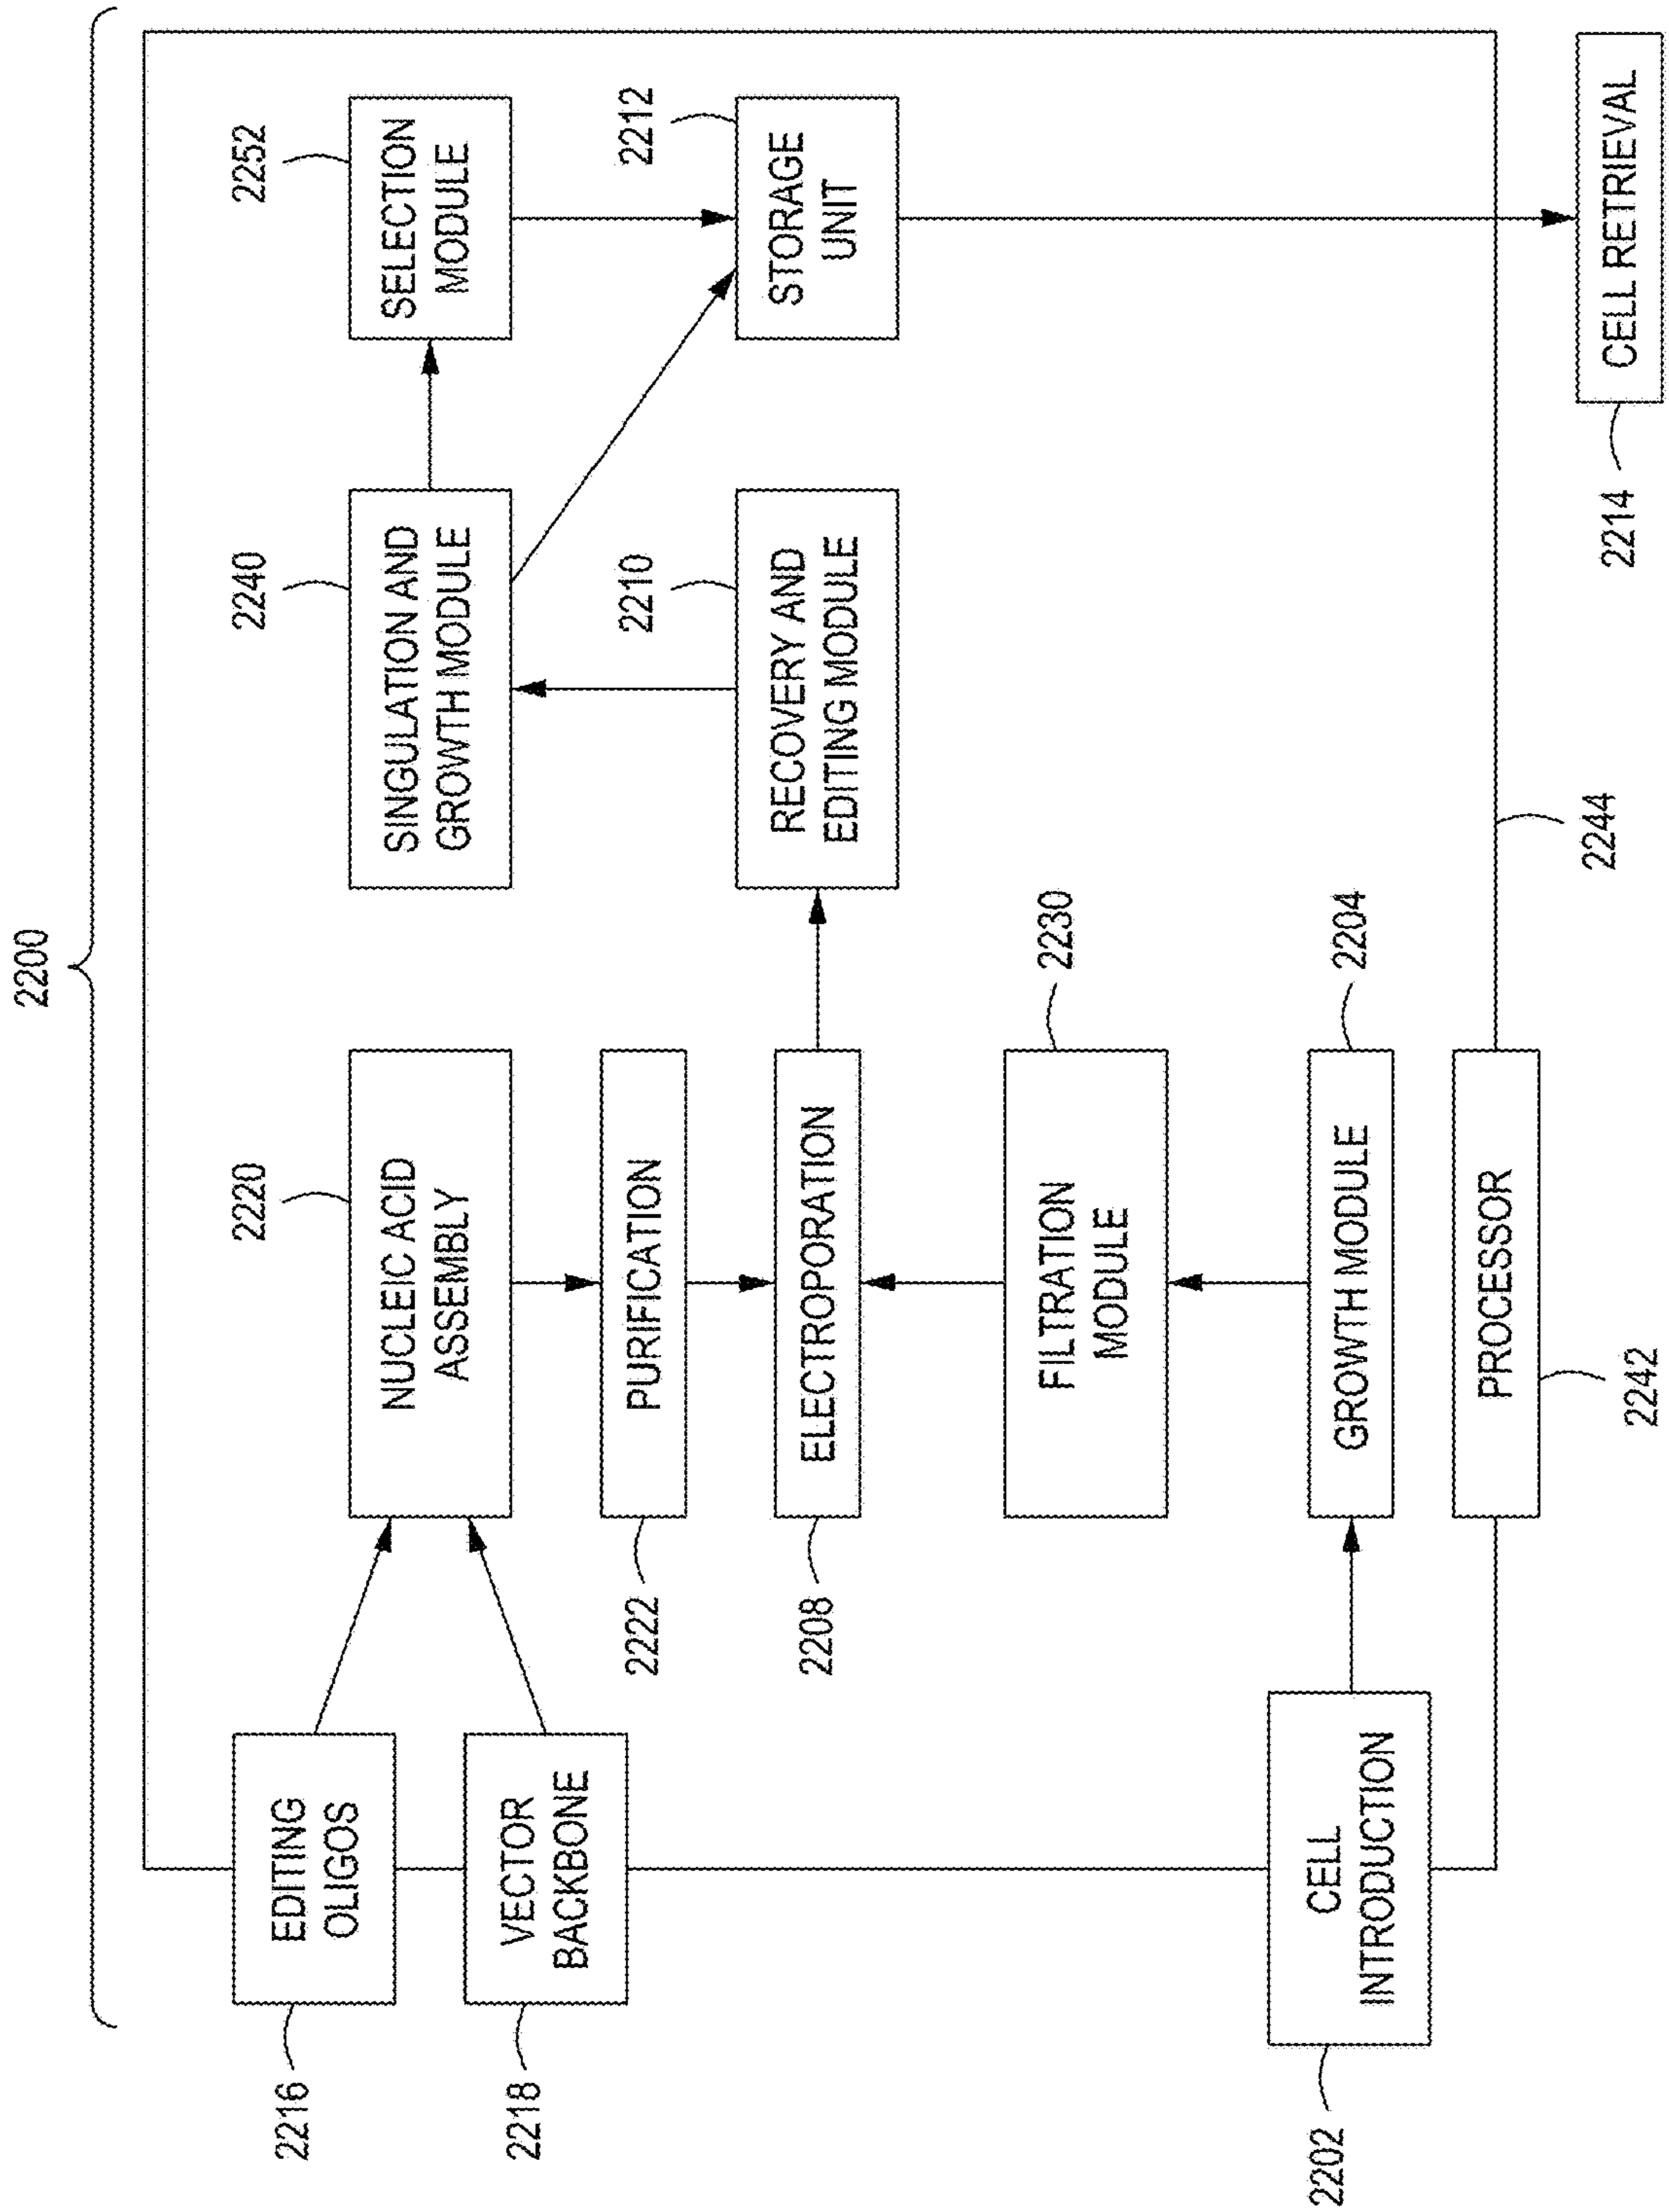 2200
2216
EDITING
OLIGOS
2218
VECTOR
BACKBONE
2202
CELL
INTRODUCTION
2220
NUCLEIC ACID
ASSEMBLY
2222
PURIFICATION
2208
ELECTROPORATION
2230
FILTRATION
MODULE
2204
GROWTH MODULE
2242
PROCESSOR
2240
SINGULATION AND
GROWTH MODULE
2210
RECOVERY AND
EDITING MODULE
2244
2252
SELECTION
MODULE
2212
STORAGE
UNIT
2214
CELL RETRIEVAL